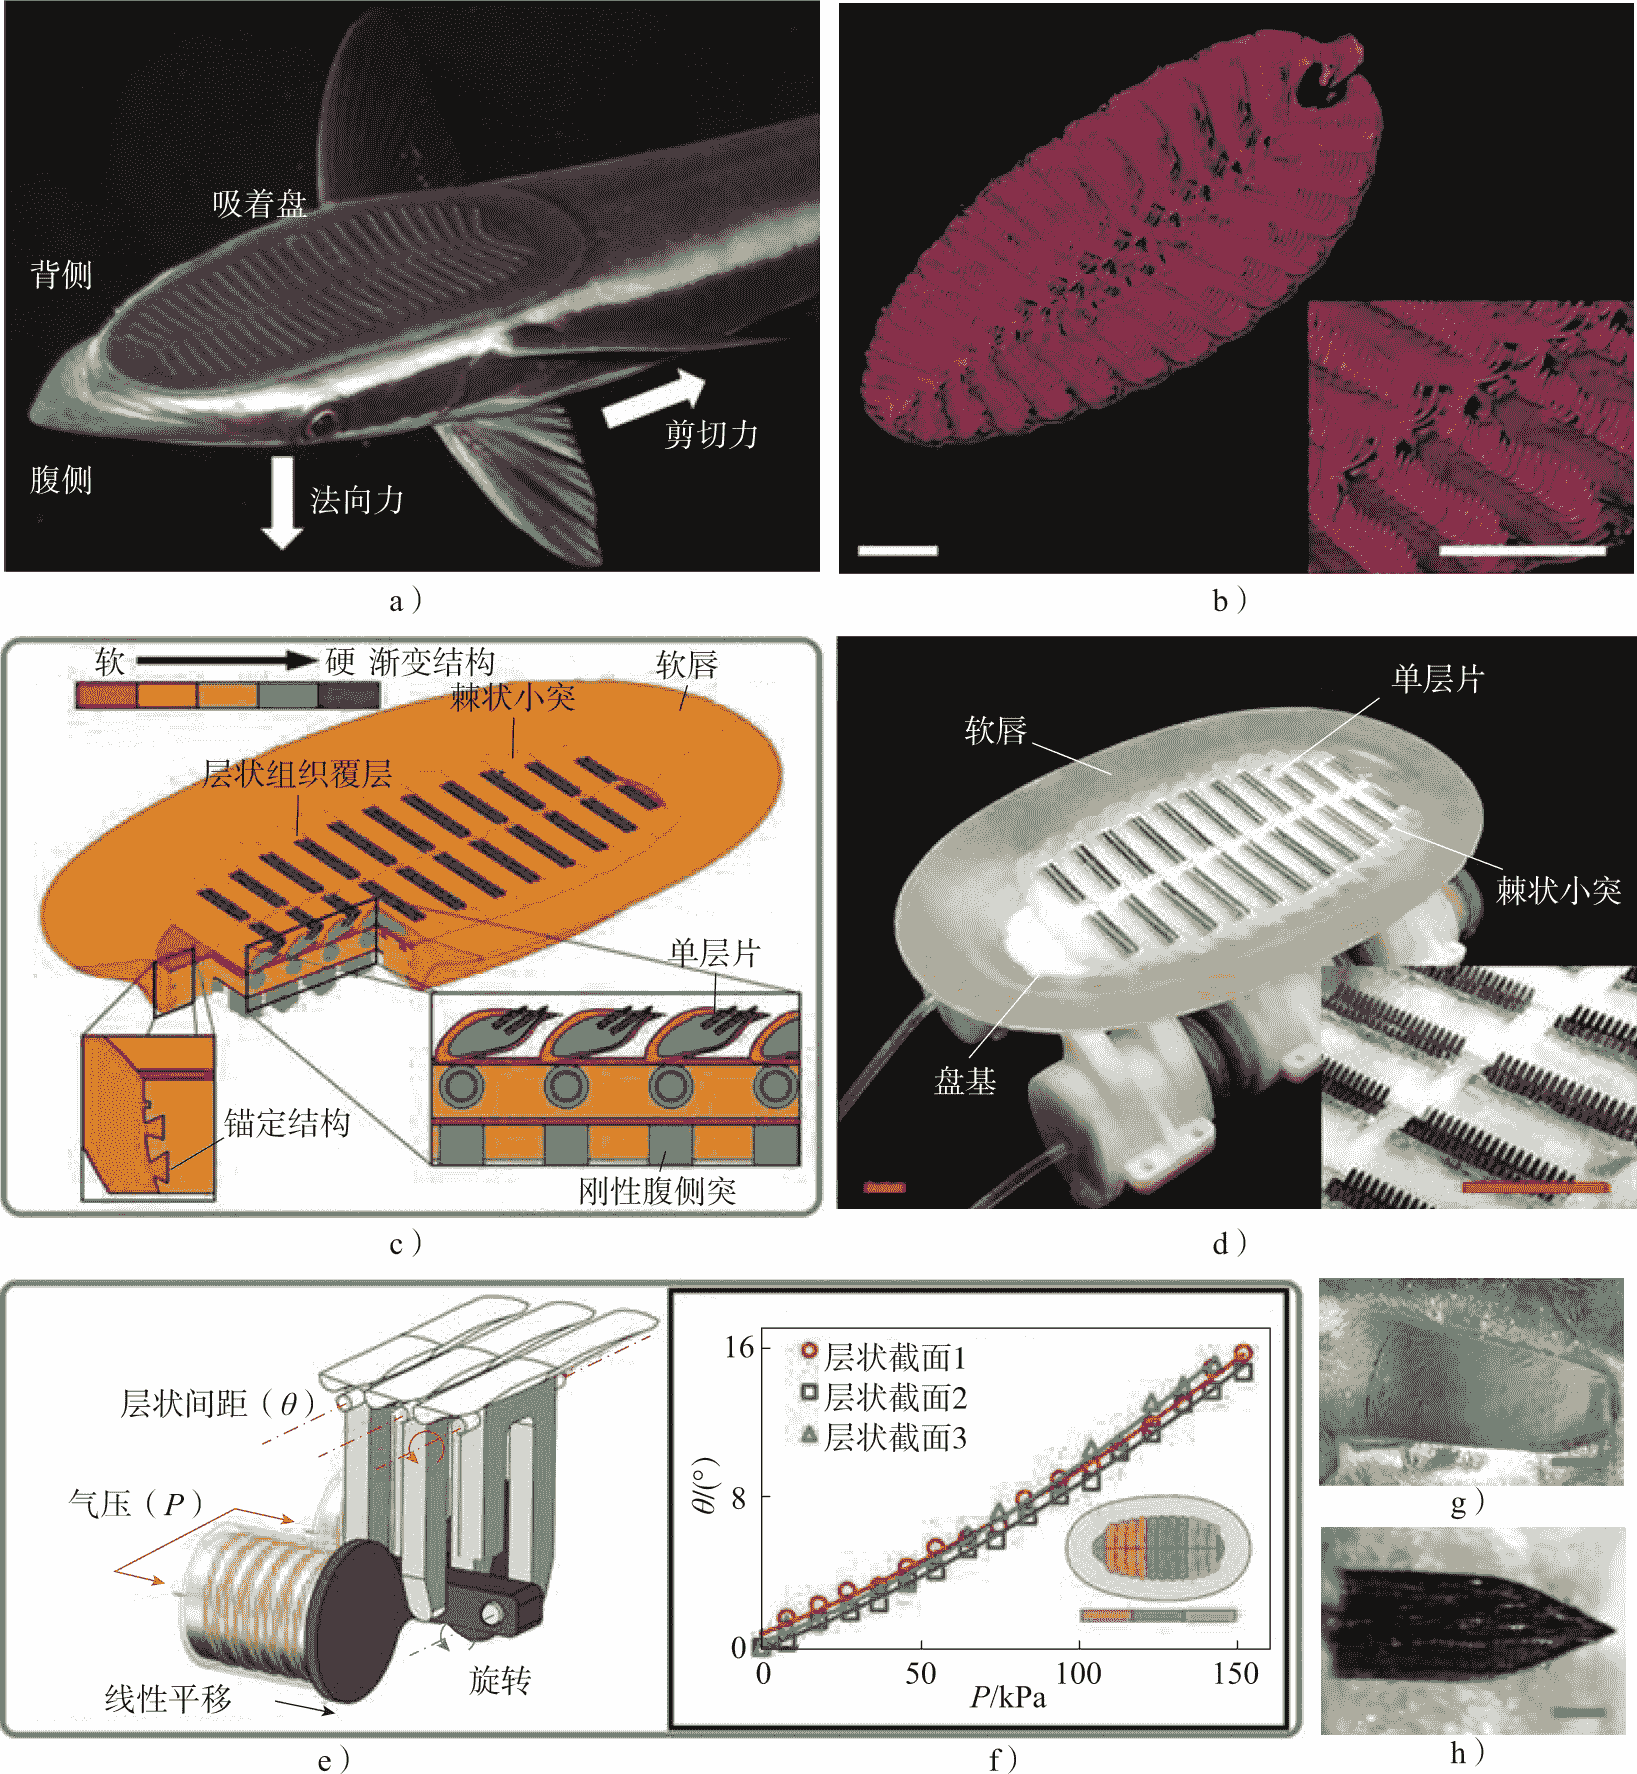 吸着盘
背侧
剪切力
腹侧
法向力
a）
b）
软
硬 渐变结构
软唇
棘状小突
层状组织覆层
单层片
锚定结构
刚性腹侧突
c）
单层片
软唇
棘状小突
盘基
d）
层状间距（θ）
气压（P）
旋转
线性平移
e）
16
层状截面1
层状截面2
层状截面3
θ/(°)
8
0
0
50
100
150
P/kPa
f）
g）
h）